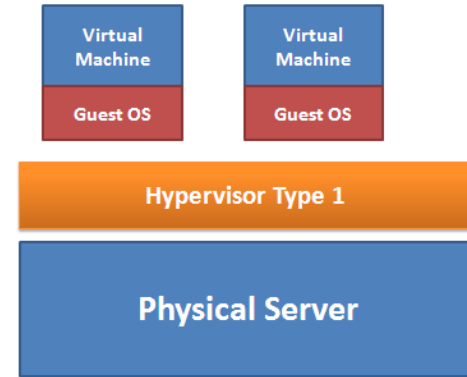 Virtual
Machine
Virtual
Machine
Guest OS
Guest OS
Hypervisor Type 1
Physical Server